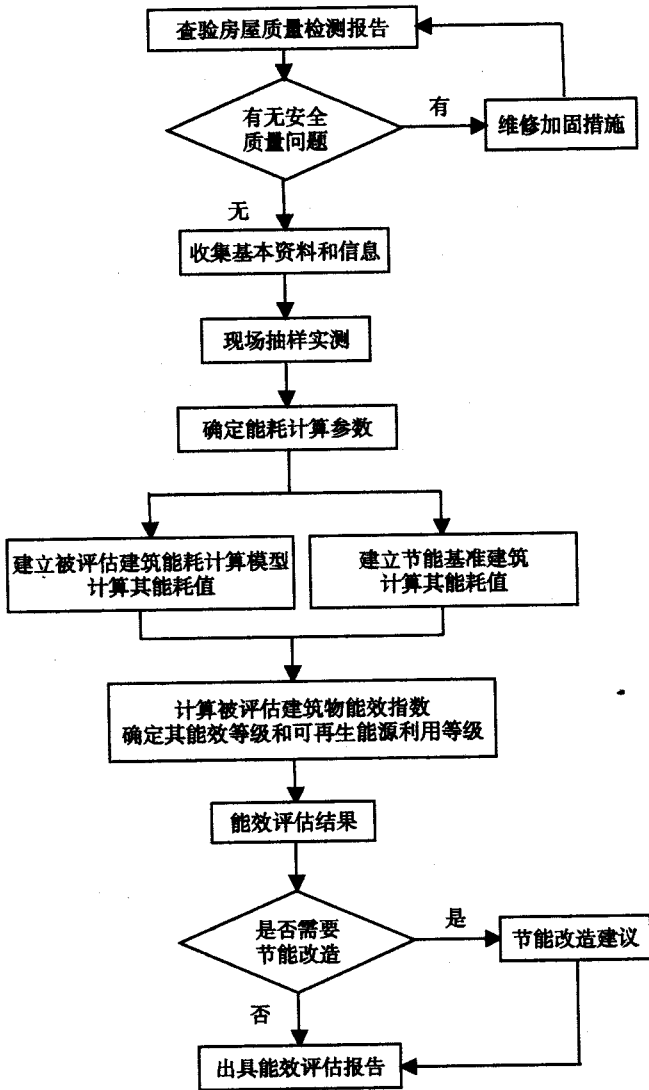 查验房屋质量检测报告
有无安全
质量问题
有
维修加固措施
无
收集基本资料和信息
现场抽样实测
确定能耗计算参数
建立被评估建筑能耗计算模型
计算其能耗值
建立节能基准建筑
计算其能耗值
计算被评估建筑物能效指数
确定其能效等级和可再生能源利用等级
能效评估结果
是否需要
节能改造
是
节能改造建议
否
出具能效评估报告